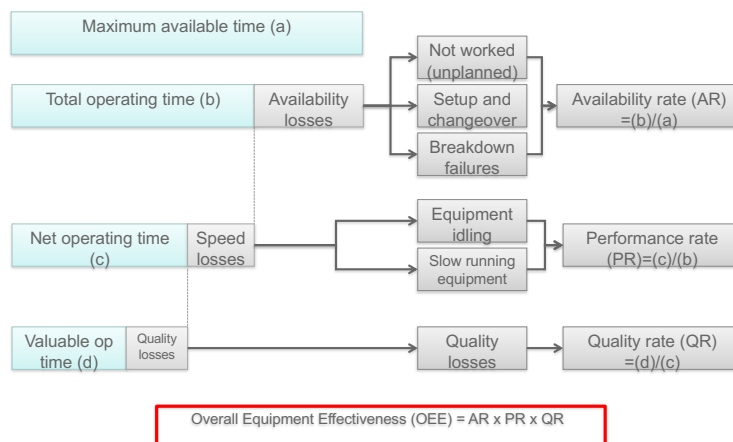 Maximum available time (a)
Not worked
(unplanned)
Total operating time (b)
Availability
losses
Setup and
changeover
Availability rate (AR)
=(b)/(a)
Breakdown
failures
Net operating time
(c)
Speed
losses
Equipment
idling
Slow running
equipment
Performance rate
(PR)=(c)/(b)
Valuable op
time (d)
Quality
losses
Quality
losses
Quality rate (QR)
=(d)/(c)
Overall Equipment Effectiveness (OEE) = AR x PR x QR